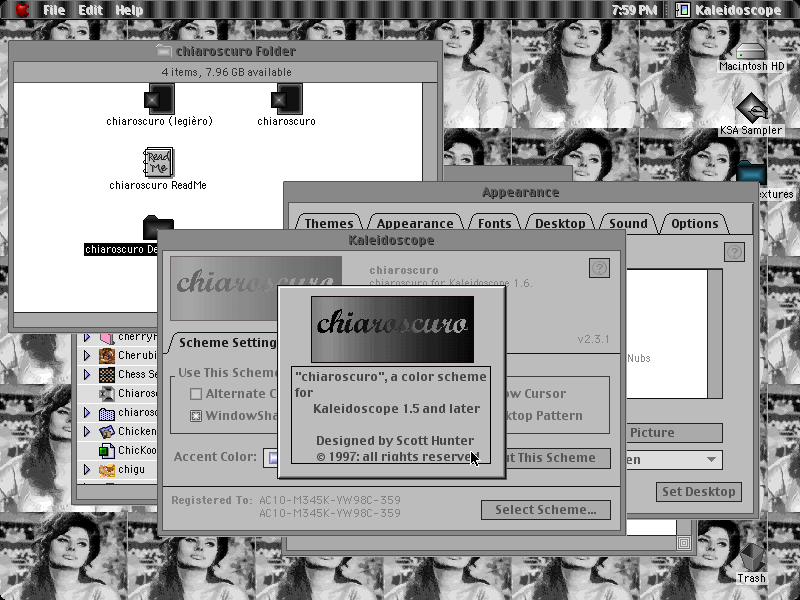 File Edit Help
7:59 PM Kaleidoscope
chiaroscuro Folder
4 items, 7.96 GB available
chiaroscuro (legièro)
chiaroscuro
Read Me
chiaroscuro ReadMe
chiaroscuro De
Macintosh HD
KSA Sampler
extures
Trash
Appearance
Themes Appearance Fonts Desktop Sound Options
?
Nubs
Picture
en
Set Desktop
Kaleidoscope
chiaroscuro
chiaroscuro
chiaroscuro for Kaleidoscope 1.6.
?
Scheme Setting
v2.3.1
Use This Scheme
Alternate C
ow Cursor
WindowSha
ktop Pattern
Accent Color:
ut This Scheme
Registered To: AC10-M345K-YW98C-359
AC10-M345K-YW98C-359
Select Scheme...
chiaroscuro
"chiaroscuro", a color scheme
for
Kaleidoscope 1.5 and later
Designed by Scott Hunter
© 1997: all rights reserved
cherryH
Cherubi
Chess Se
Chiaros
chiarosc
Chicken
ChicKoo
chigu